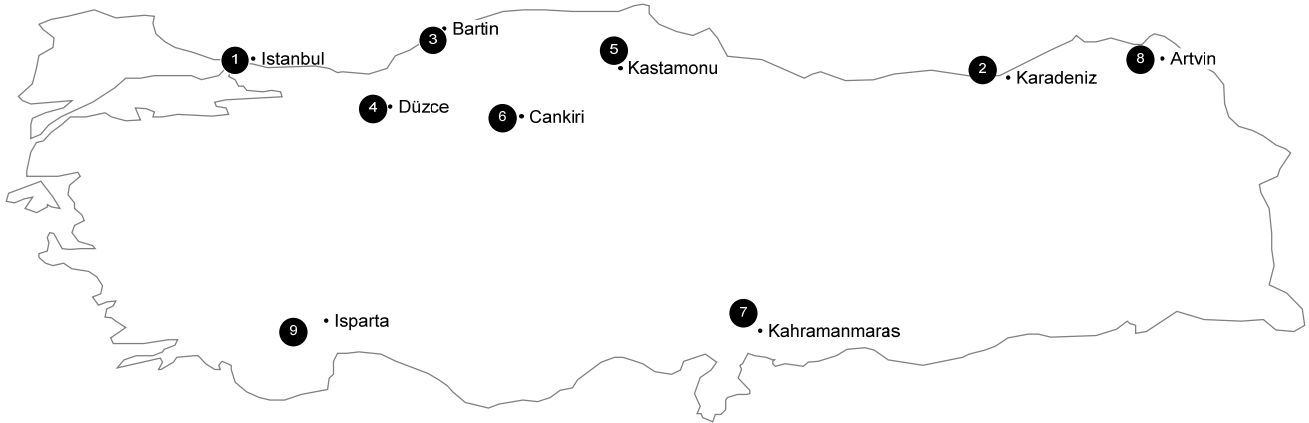 3 Bartin
1 Istanbul
5
Kastamonu
2
Karadeniz
8 Artvin
4 Düzce
6 Cankiri
7
Kahramanmaras
9 Isparta